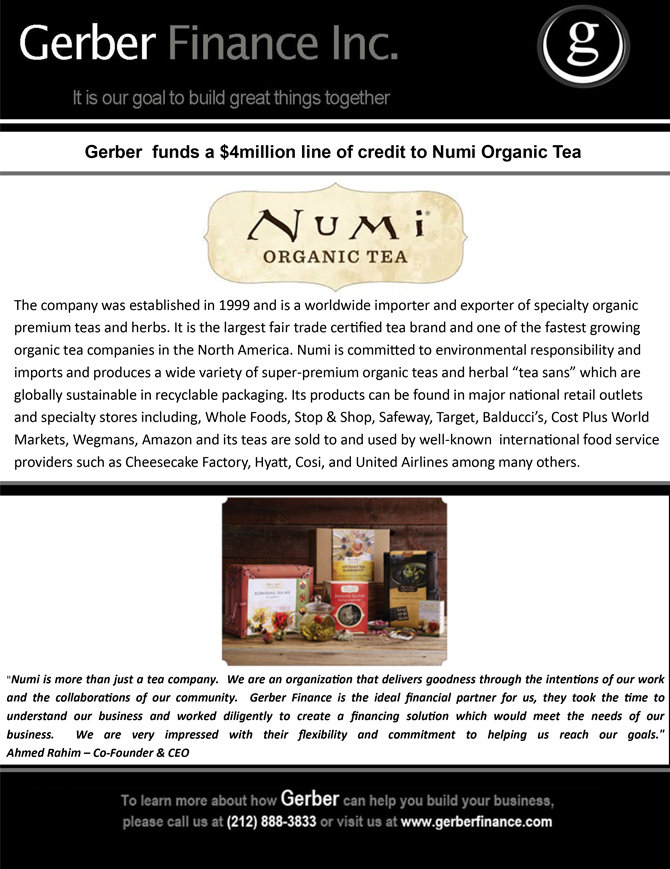 Gerber Finance Inc.
g
It is our goal to build great things together
Gerber  funds a $4million line of credit to Numi Organic Tea
NUMi®
ORGANIC TEA
The company was established in 1999 and is a worldwide importer and exporter of specialty organic
premium teas and herbs. It is the largest fair trade certified tea brand and one of the fastest growing
organic tea companies in the North America. Numi is committed to environmental responsibility and
imports and produces a wide variety of super-premium organic teas and herbal “tea sans” which are
globally sustainable in recyclable packaging. Its products can be found in major national retail outlets
and specialty stores including, Whole Foods, Stop & Shop, Safeway, Target, Balducci’s, Cost Plus World
Markets, Wegmans, Amazon and its teas are sold to and used by well-known  international food service
providers such as Cheesecake Factory, Hyatt, Cosi, and United Airlines among many others.
NUMi
"Numi is more than just a tea company.  We are an organization that delivers goodness through the intentions of our work
and the collaborations of our community.  Gerber Finance is the ideal financial partner for us, they took the time to
understand our business and worked diligently to create a financing solution which would meet the needs of our
business.  We are very impressed with their flexibility and commitment to helping us reach our goals."
Ahmed Rahim – Co-Founder & CEO
To learn more about how Gerber can help you build your business,
please call us at (212) 888-3833 or visit us at www.gerberfinance.com